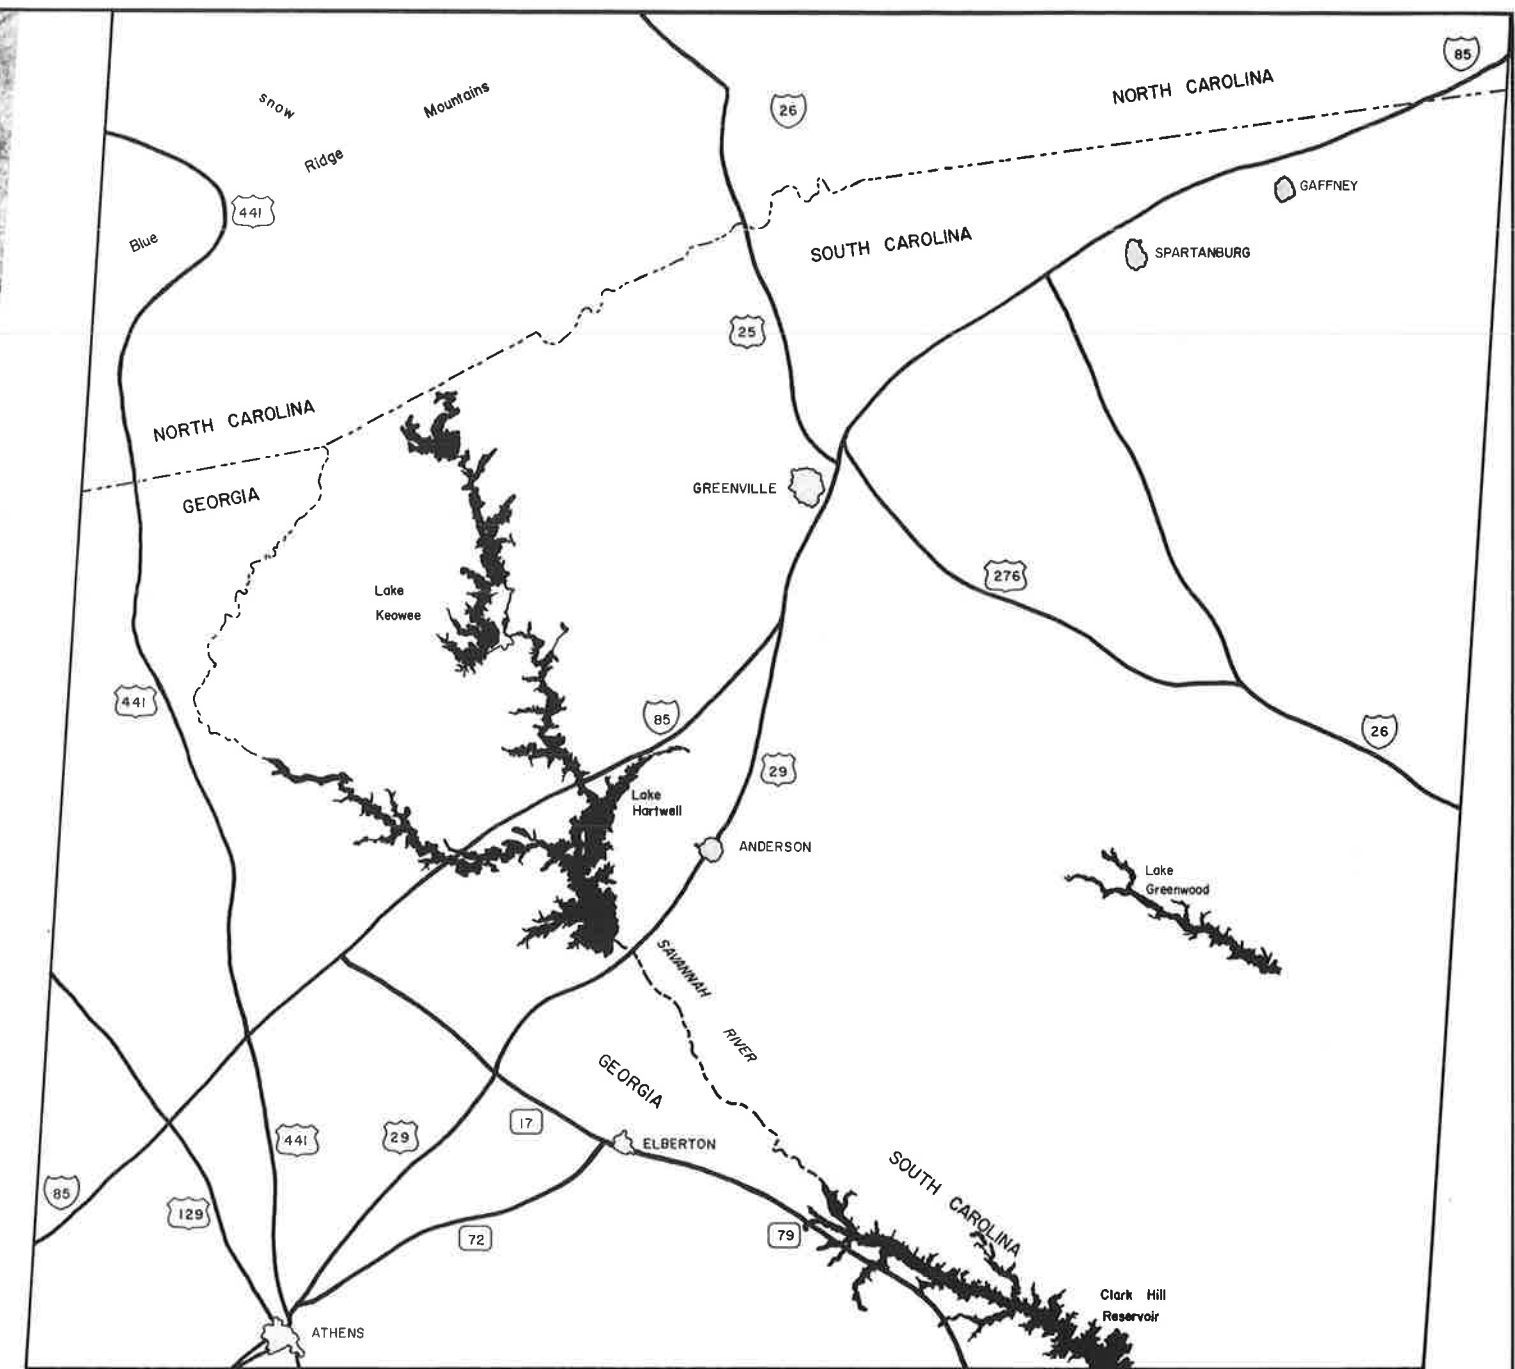 85
NORTH CAROLINA
26
snow
Mountains
Ridge
GAFFNEY
441
Blue
SOUTH CAROLINA
SPARTANBURG
25
NORTH CAROLINA
GEORGIA
GREENVILLE
276
Lake
Keowee
441
85
26
29
Lake
Hartwell
ANDERSON
Lake
Greenwood
SAVANNAH
RIVER
GEORGIA
17
441
29
ELBERTON
SOUTH CAROLINA
85
129
72
79
Clark Hill
Reservoir
ATHENS